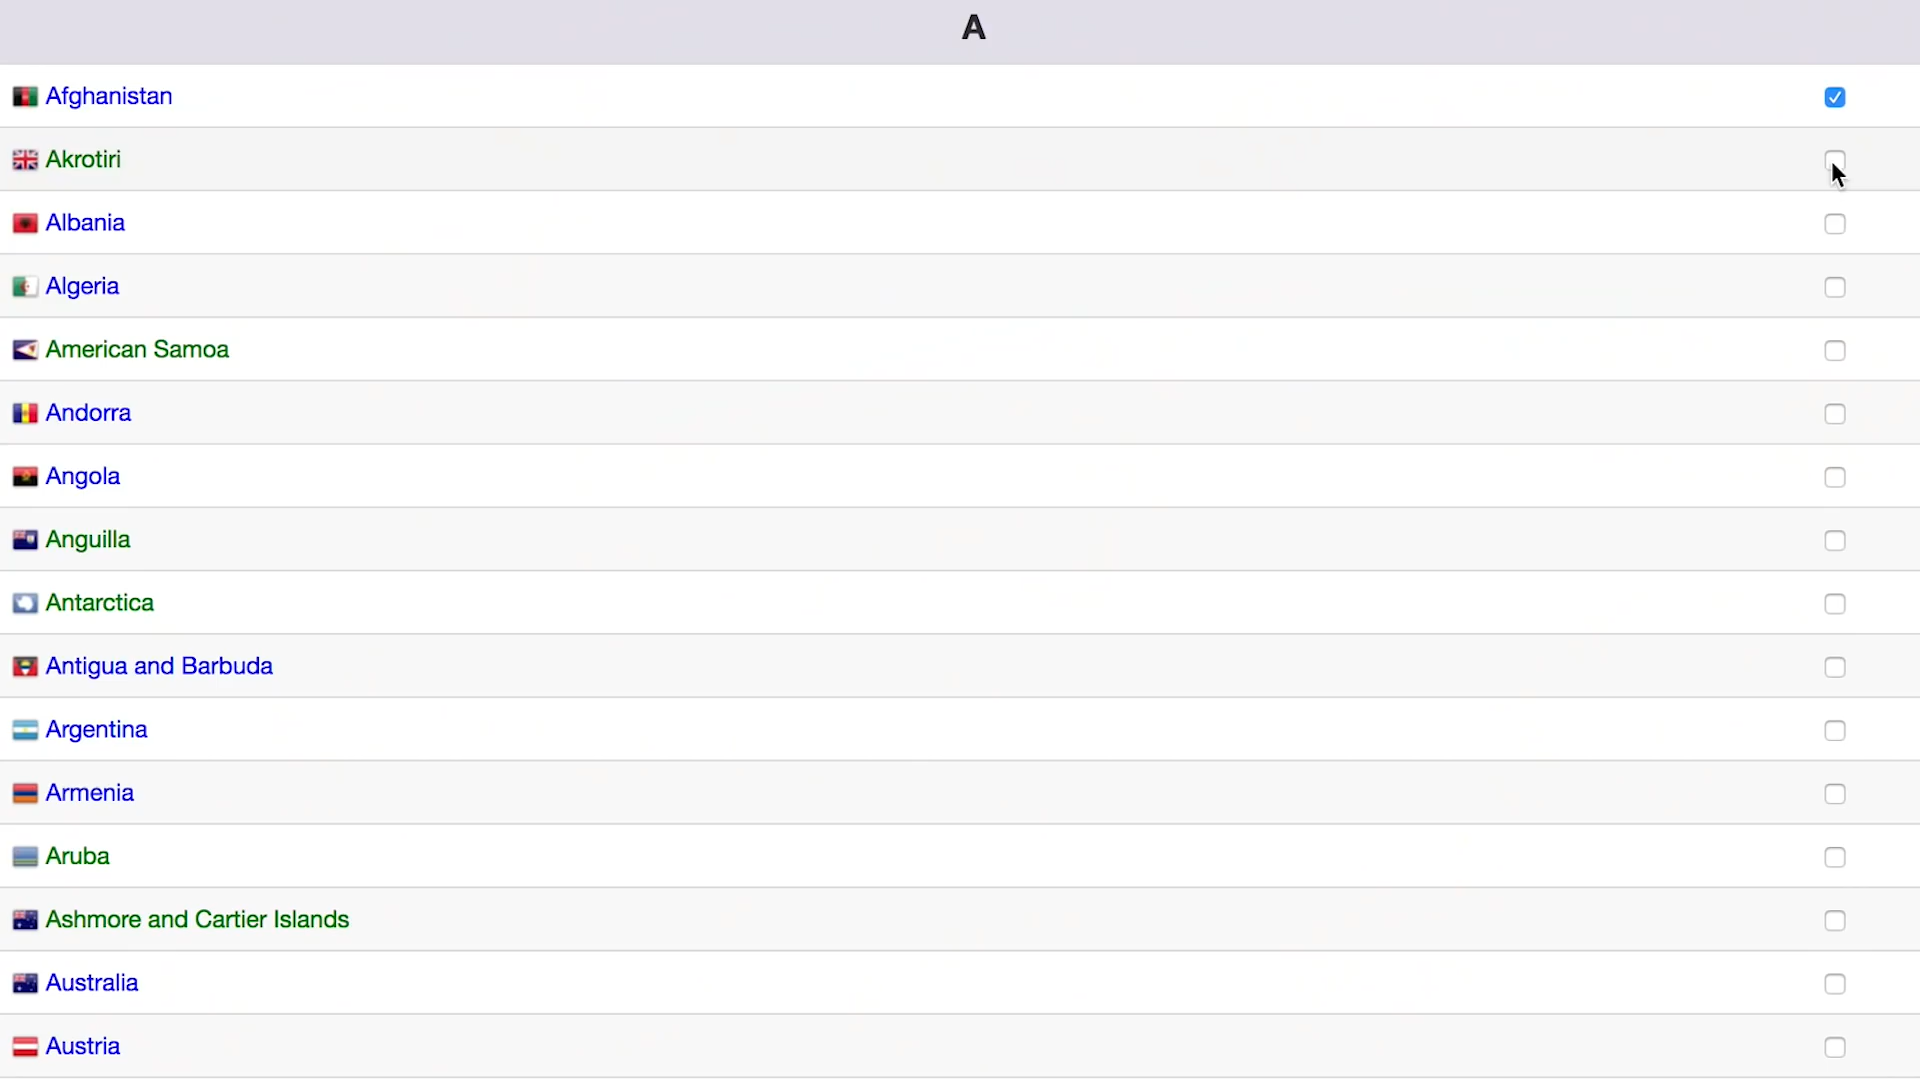 A
Afghanistan
Akrotiri
Albania
Algeria
American Samoa
Andorra
Angola
Anguilla
Antarctica
Antigua and Barbuda
Argentina
Armenia
Aruba
Ashmore and Cartier Islands
Australia
Austria